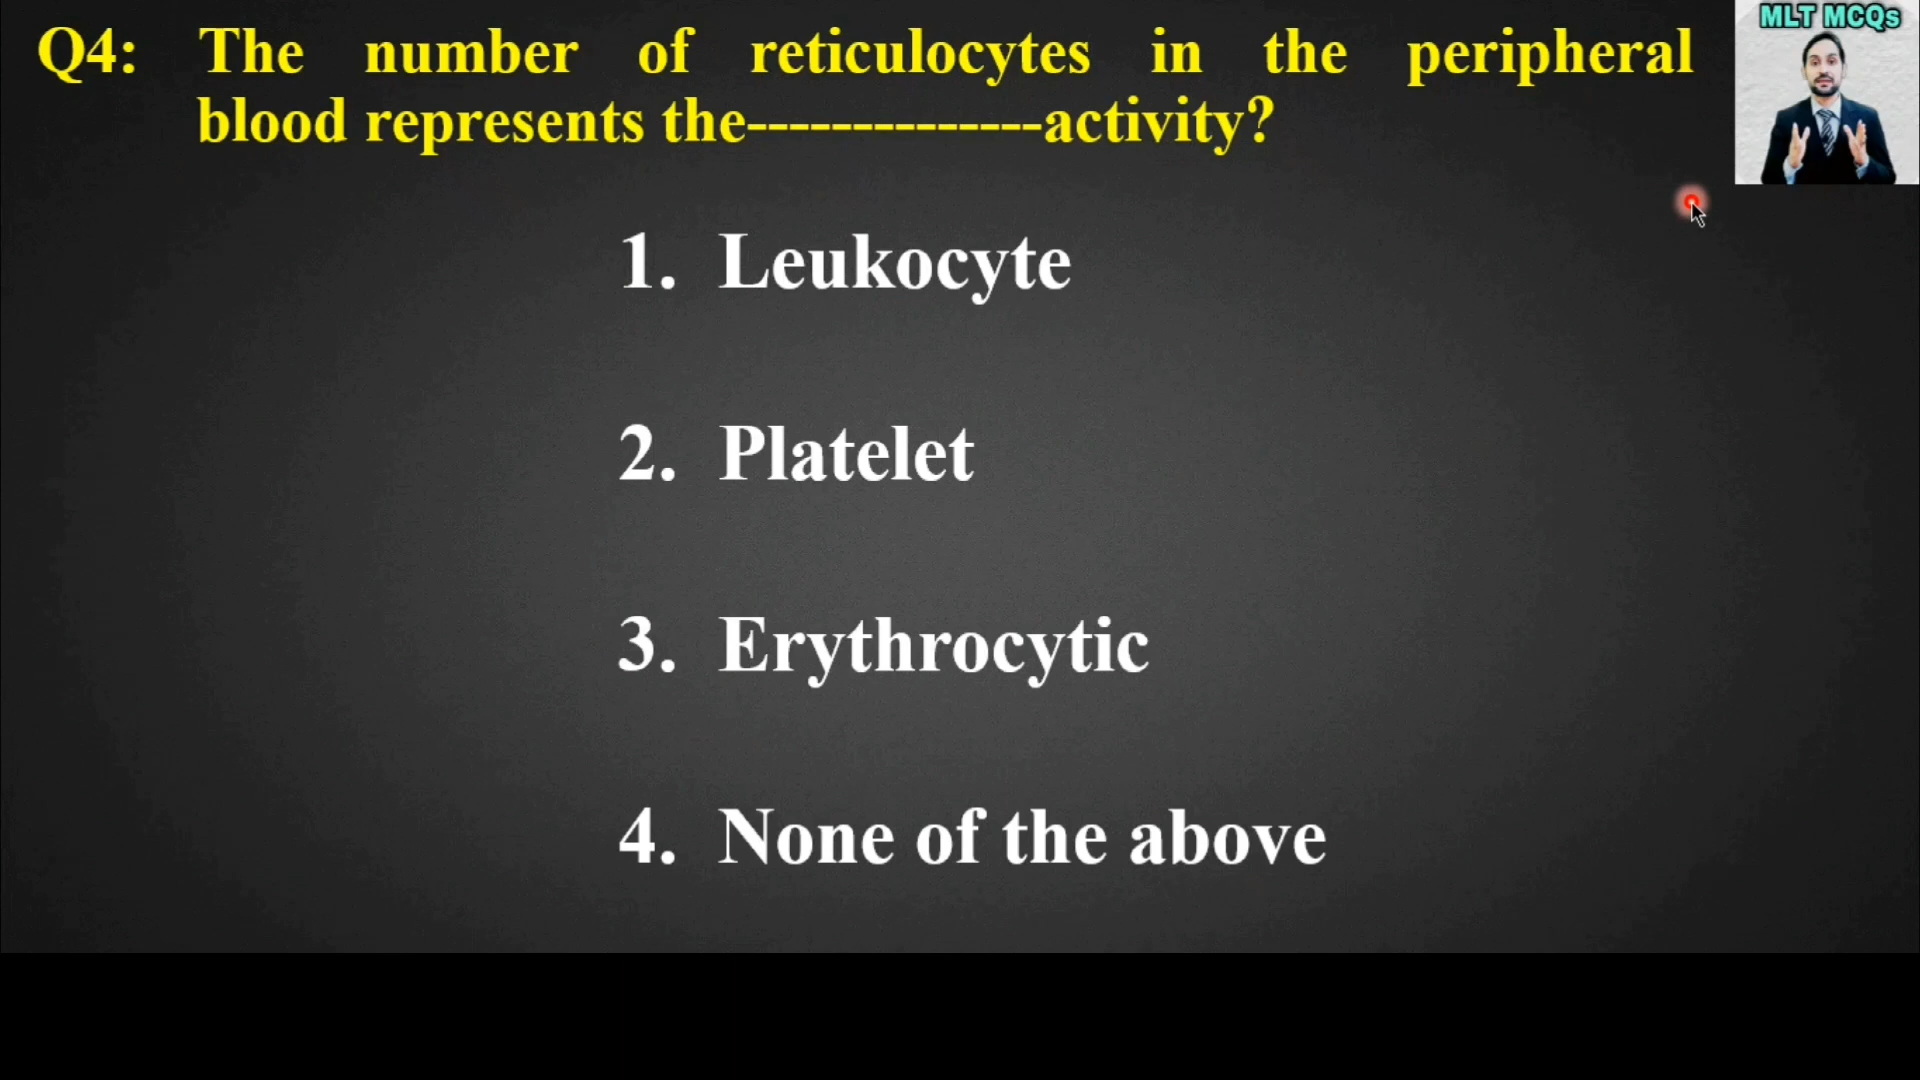 MLT MCQs
Q4: The number of reticulocytes in the peripheral
blood represents the--------------activity?
1. Leukocyte
2. Platelet
3. Erythrocytic
4. None of the above